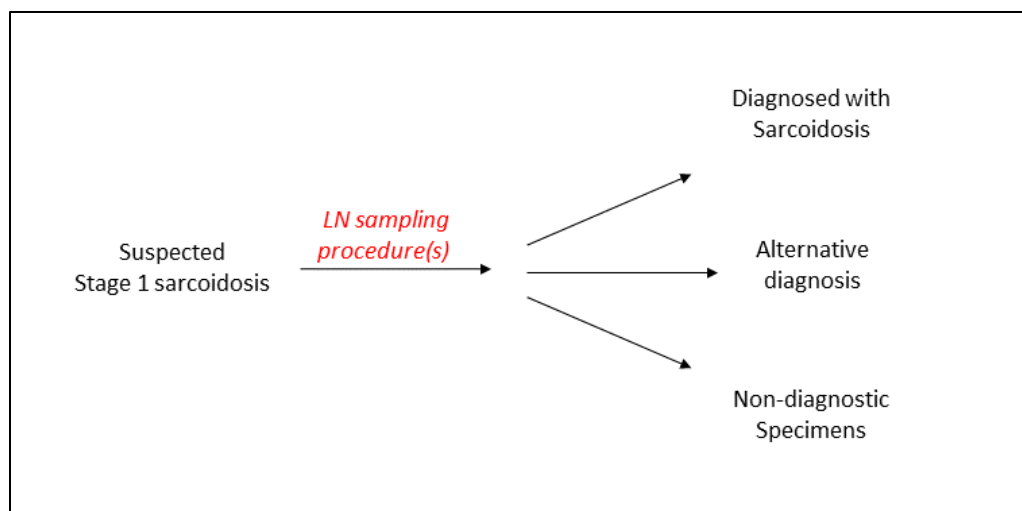 Diagnosed with
Sarcoidosis
LN sampling
procedure(s)
Suspected
Stage 1 sarcoidosis
Alternative
diagnosis
Non-diagnostic
Specimens